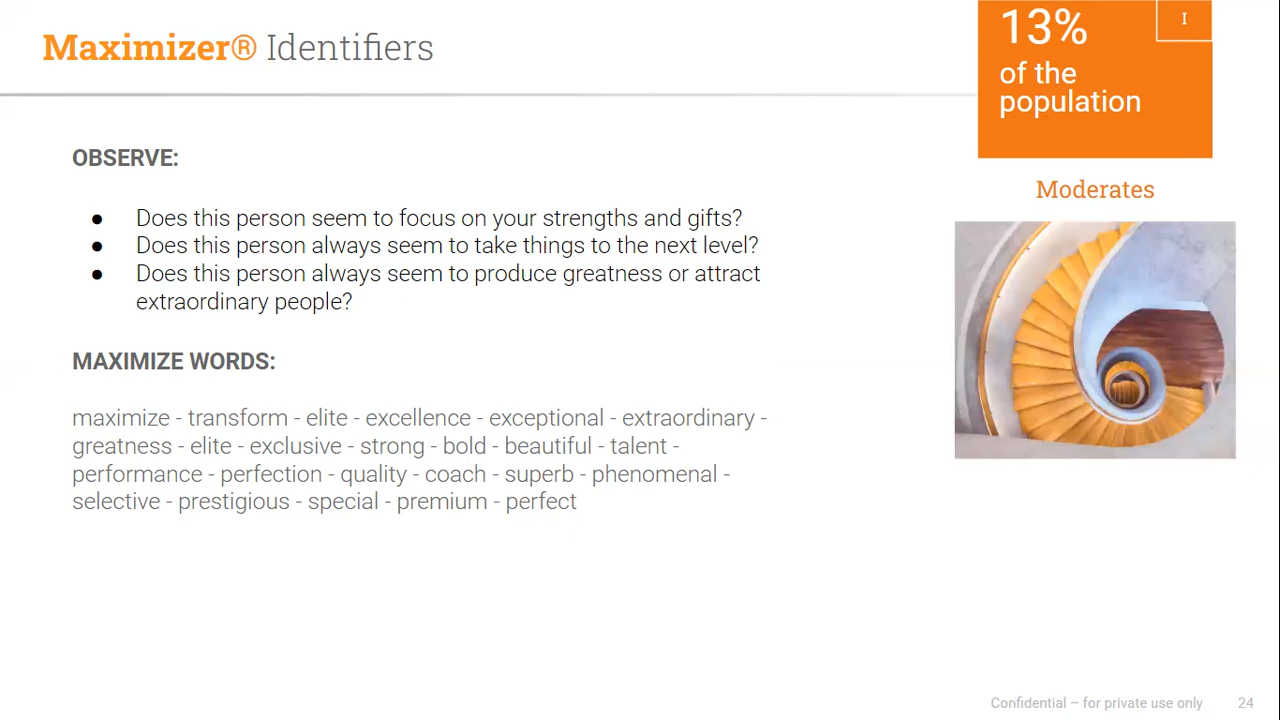 Maximizer® Identifiers
13%
I
of the
population
OBSERVE:
● Does this person seem to focus on your strengths and gifts?
● Does this person always seem to take things to the next level?
● Does this person always seem to produce greatness or attract
extraordinary people?
Moderates
MAXIMIZE WORDS:
maximize - transform - elite - excellence - exceptional - extraordinary -
greatness - elite - exclusive - strong - bold - beautiful - talent -
performance - perfection - quality - coach - superb - phenomenal -
selective - prestigious - special - premium - perfect
Confidential – for private use only
24